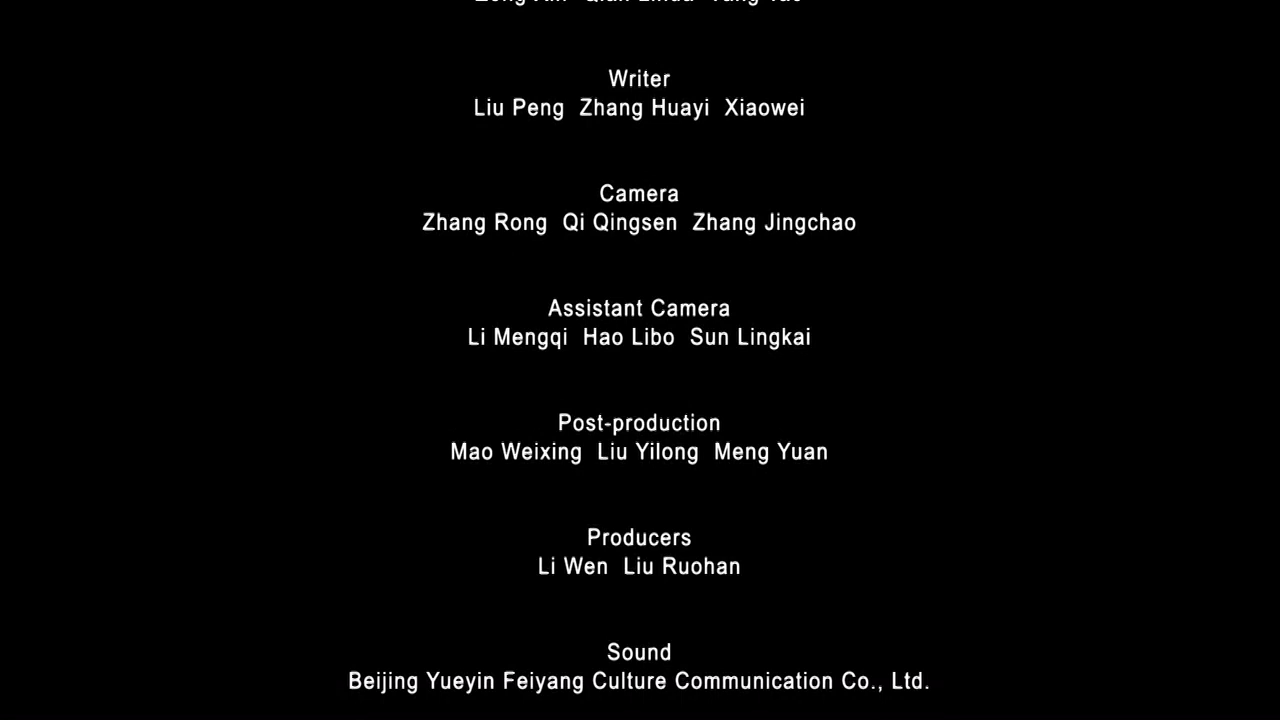 Writer
Liu Peng  Zhang Huayi  Xiaowei
Camera
Zhang Rong  Qi Qingsen  Zhang Jingchao
Assistant Camera
Li Mengqi  Hao Libo  Sun Lingkai
Post-production
Mao Weixing  Liu Yilong  Meng Yuan
Producers
Li Wen  Liu Ruohan
Sound
Beijing Yueyin Feiyang Culture Communication Co., Ltd.